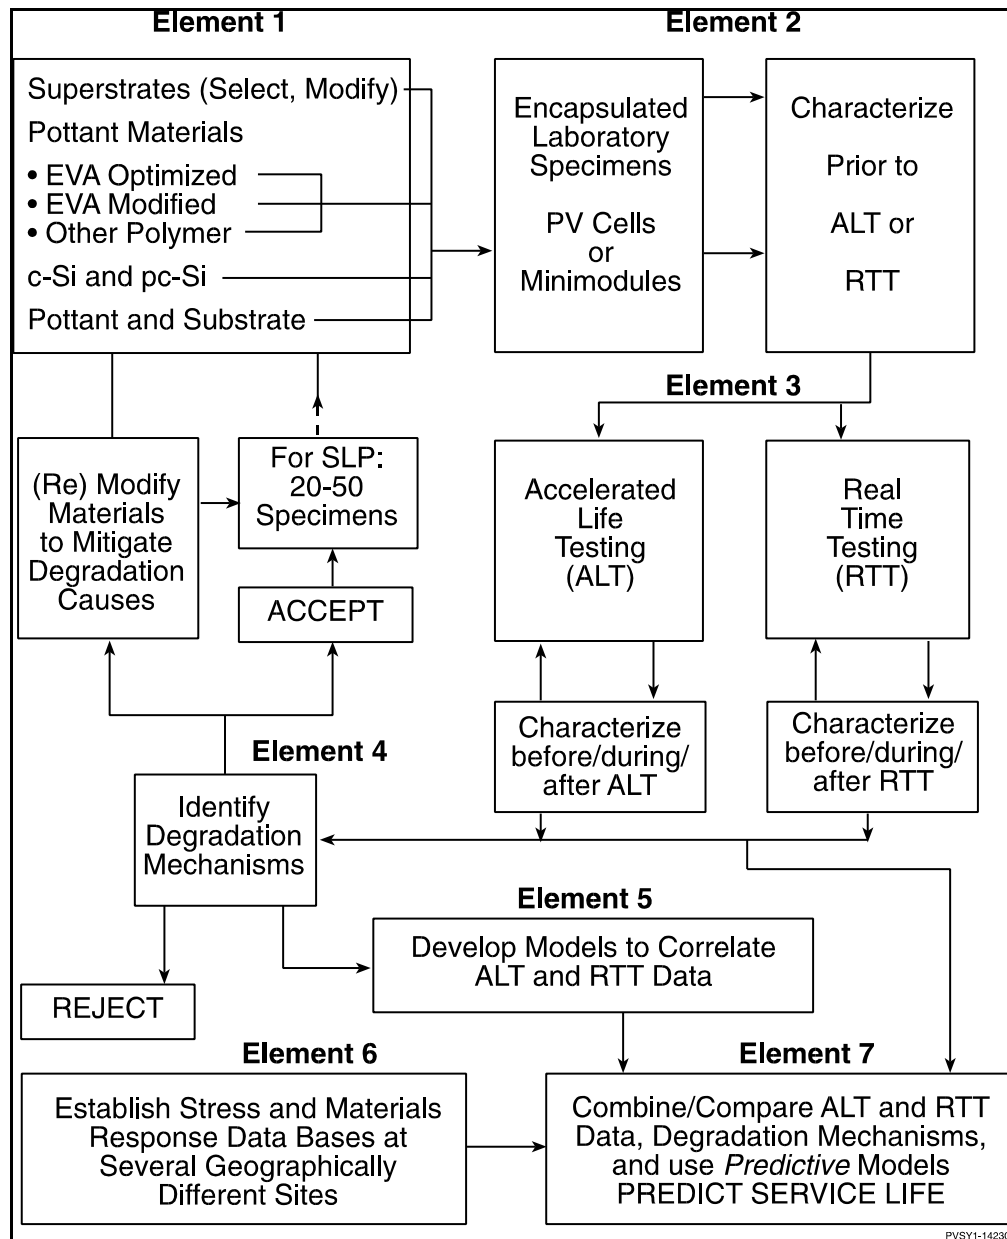 Element 1
Superstrates (Select, Modify)
Pottant Materials
• EVA Optimized
• EVA Modified
• Other Polymer
c-Si and pc-Si
Pottant and Substrate
Element 2
Encapsulated
Laboratory
Specimens
PV Cells
or
Minimodules
Characterize
Prior to
ALT or
RTT
Element 3
(Re) Modify
Materials
to Mitigate
Degradation
Causes
For SLP:
20-50
Specimens
ACCEPT
Accelerated
Life
Testing
(ALT)
Real
Time
Testing
(RTT)
Characterize
before/during/
after ALT
Characterize
before/during/
after RTT
Element 4
Identify
Degradation
Mechanisms
REJECT
Element 5
Develop Models to Correlate
ALT and RTT Data
Element 6
Establish Stress and Materials
Response Data Bases at
Several Geographically
Different Sites
Element 7
Combine/Compare ALT and RTT
Data, Degradation Mechanisms,
and use Predictive Models
PREDICT SERVICE LIFE
PVSY1-14230